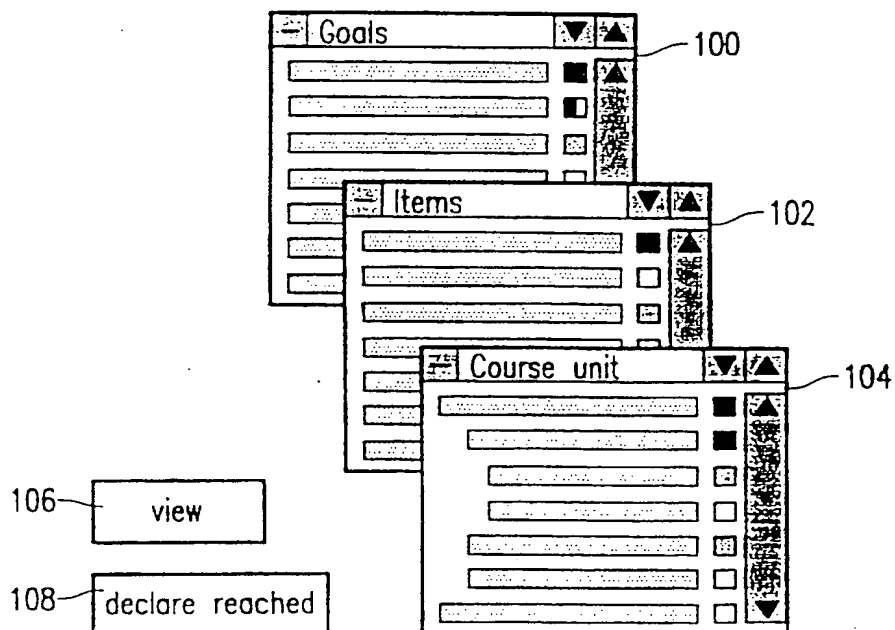 Goals
100
Items
102
Course unit
104
106
view
108
declare reached